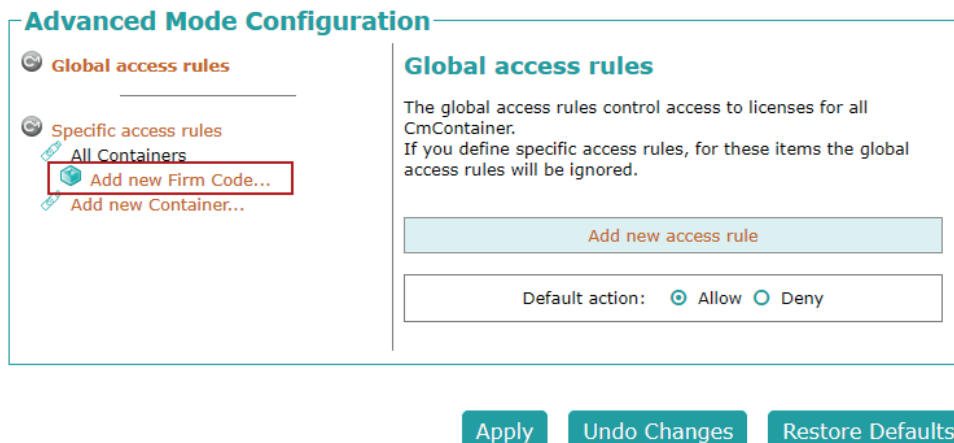 Advanced Mode Configuration
Global access rules
Specific access rules
All Containers
Add new Firm Code...
Add new Container...
Global access rules
The global access rules control access to licenses for all
CmContainer.
If you define specific access rules, for these items the global
access rules will be ignored.
Add new access rule
Default action: Allow Deny
Apply Undo Changes Restore Defaults